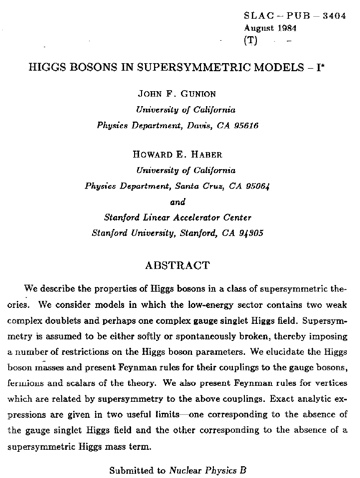 SLAC – PUB – 3404
August 1984
(T)
HIGGS BOSONS IN SUPERSYMMETRIC MODELS – I*
JOHN F. GUNION
University of California
Physics Department, Davis, CA 95616
HOWARD E. HABER
University of California
Physics Department, Santa Cruz, CA 95064
and
Stanford Linear Accelerator Center
Stanford University, Stanford, CA 94305
ABSTRACT
We describe the properties of Higgs bosons in a class of supersymmetric the-
ories. We consider models in which the low-energy sector contains two weak
complex doublets and perhaps one complex gauge singlet Higgs field. Supersym-
metry is assumed to be either softly or spontaneously broken, thereby imposing
a number of restrictions on the Higgs boson parameters. We elucidate the Higgs
boson masses and present Feynman rules for their couplings to the gauge bosons,
fermions and scalars of the theory. We also present Feynman rules for vertices
which are related by supersymmetry to the above couplings. Exact analytic ex-
pressions are given in two useful limits—one corresponding to the absence of
the gauge singlet Higgs field and the other corresponding to the absence of a
supersymmetric Higgs mass term.
Submitted to Nuclear Physics B